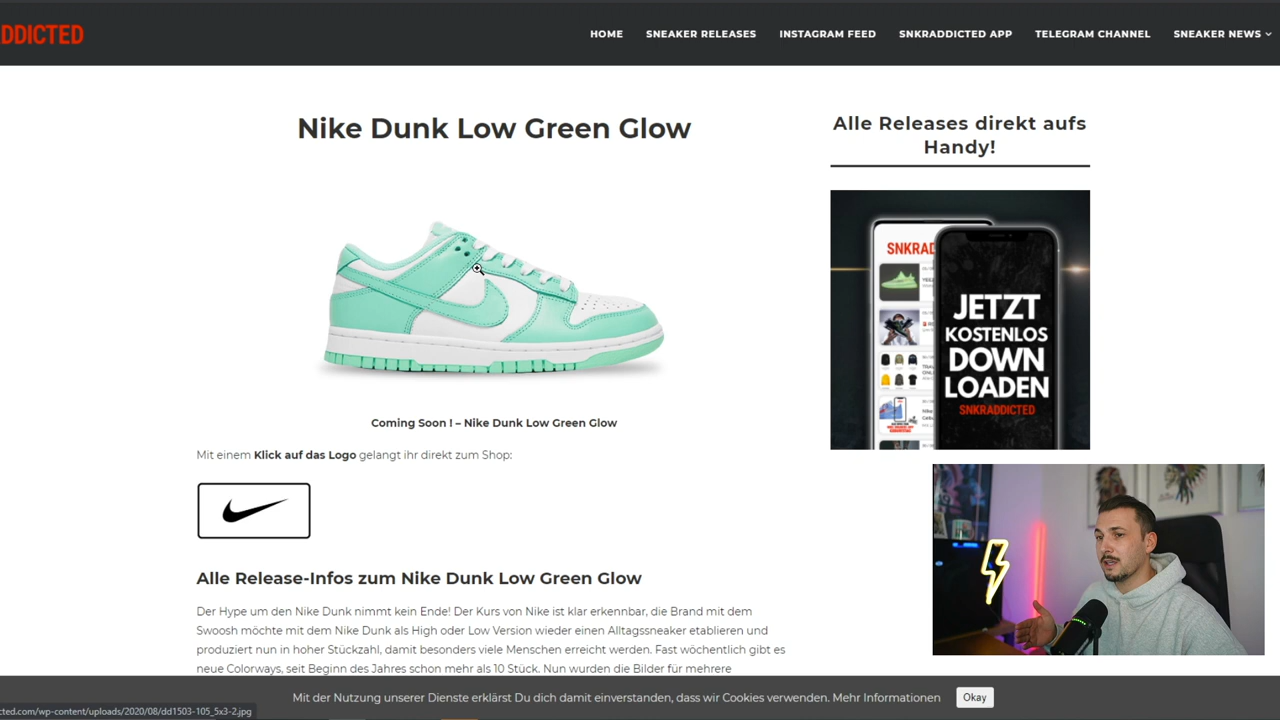 DDICTED
HOME SNEAKER RELEASES INSTAGRAM FEED SNKRADDICTED APP TELEGRAM CHANNEL SNEAKER NEWS
Nike Dunk Low Green Glow
Coming Soon ! – Nike Dunk Low Green Glow
Mit einem Klick auf das Logo gelangt ihr direkt zum Shop:
Alle Release-Infos zum Nike Dunk Low Green Glow
Der Hype um den Nike Dunk nimmt kein Ende! Der Kurs von Nike ist klar erkennbar, die Brand mit dem
Swoosh möchte mit dem Nike Dunk als High oder Low Version wieder einen Alltagssneaker etablieren und
produziert nun in hoher Stückzahl, damit besonders viele Menschen erreicht werden. Fast wöchentlich gibt es
neue Colorways, seit Beginn des Jahres schon mehr als 10 Stück. Nun wurden die Bilder für mehrere
Alle Releases direkt aufs
Handy!
SNKRAD
JETZT
KOSTENLOS
DOWN
LOADEN
SNKRADDICTED
Mit der Nutzung unserer Dienste erklärst Du dich damit einverstanden, dass wir Cookies verwenden. Mehr Informationen
Okay
cted.com/wp-content/uploads/2020/08/dd1503-105_5x3-2.jpg